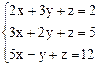 2x + 3y + z = 2
3x + 2y + z = 5
5x − y + z = 12